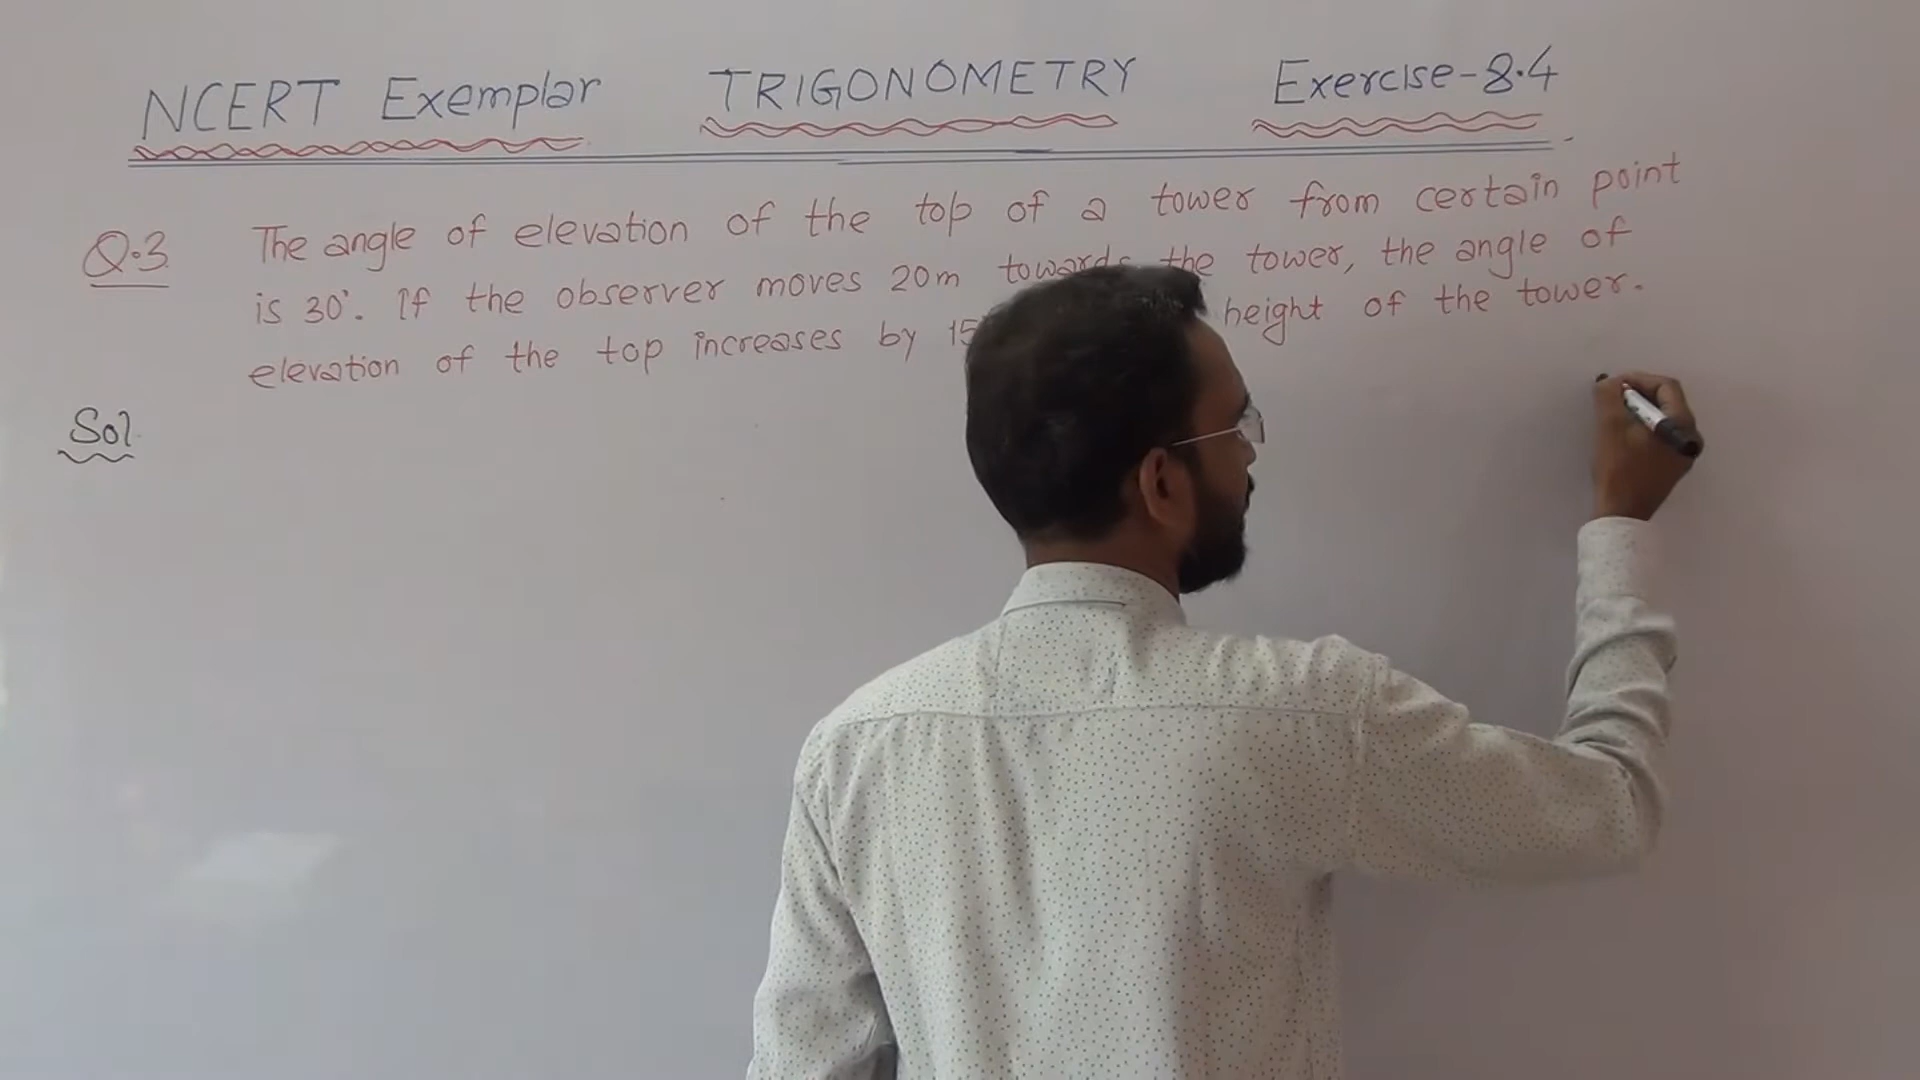 NCERT Exemplar TRIGONOMETRY Exercise-8.4
Q.3 The angle of elevation of the top of a tower from certain point
is 30°. If the observer moves 20m towards the tower, the angle of
elevation of the top increases by 15 height of the tower.
Sol